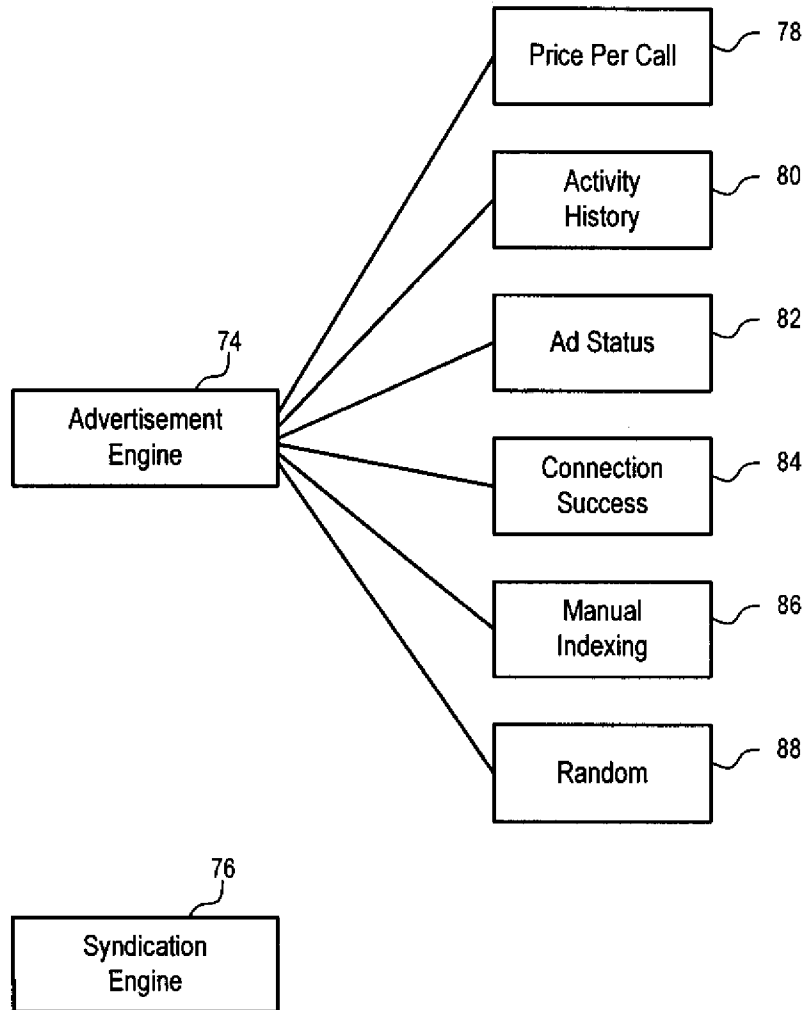 Price Per Call
78
Activity
History
80
Ad Status
82
74
Advertisement
Engine
Connection
Success
84
Manual
Indexing
86
Random
88
76
Syndication
Engine